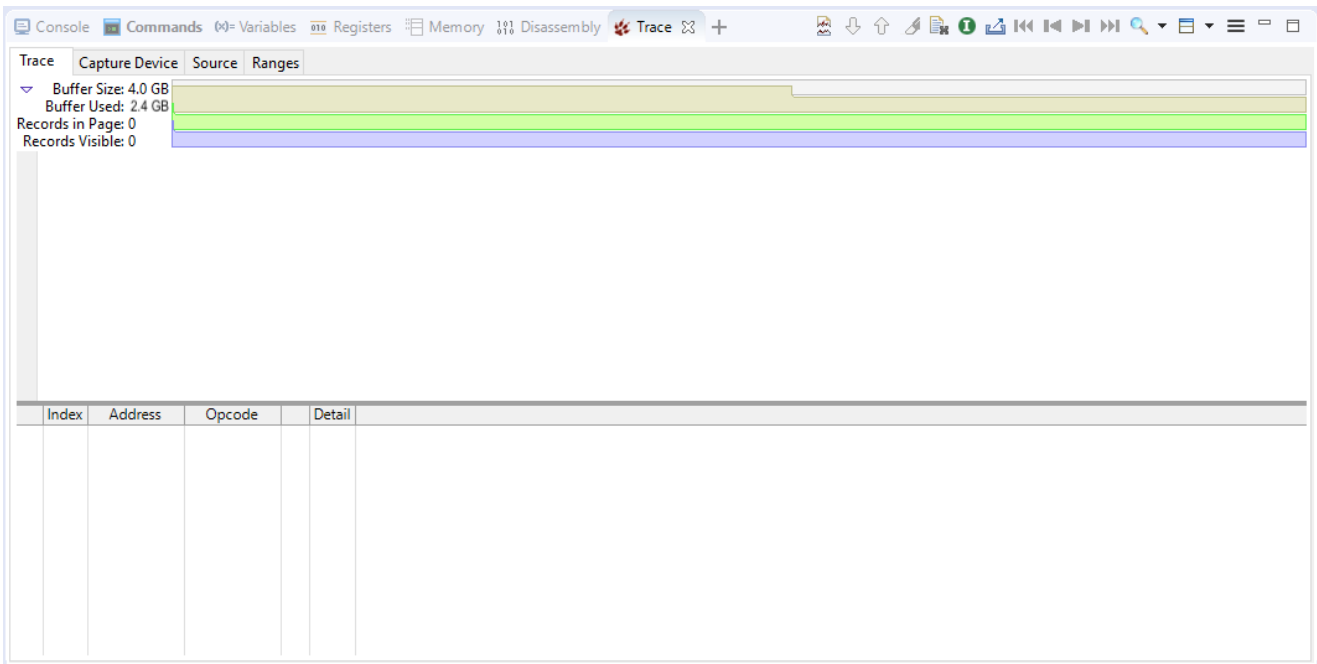 Console Commands (x)= Variables 010 Registers Memory Disassembly Trace
Trace Capture Device Source Ranges
Buffer Size: 4.0 GB
Buffer Used: 2.4 GB
Records in Page: 0
Records Visible: 0
Index Address Opcode Detail